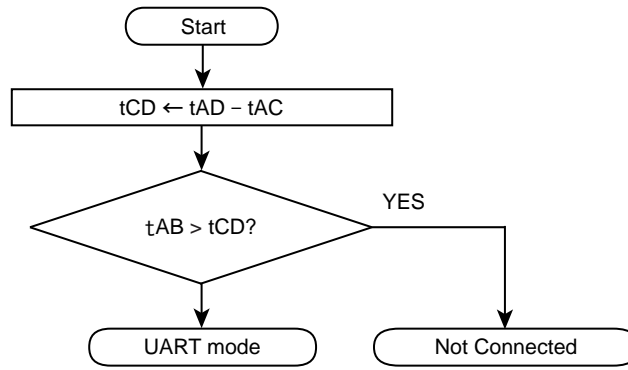 Start
tCD ← tAD − tAC
YES
tAB > tCD?
UART mode
Not Connected